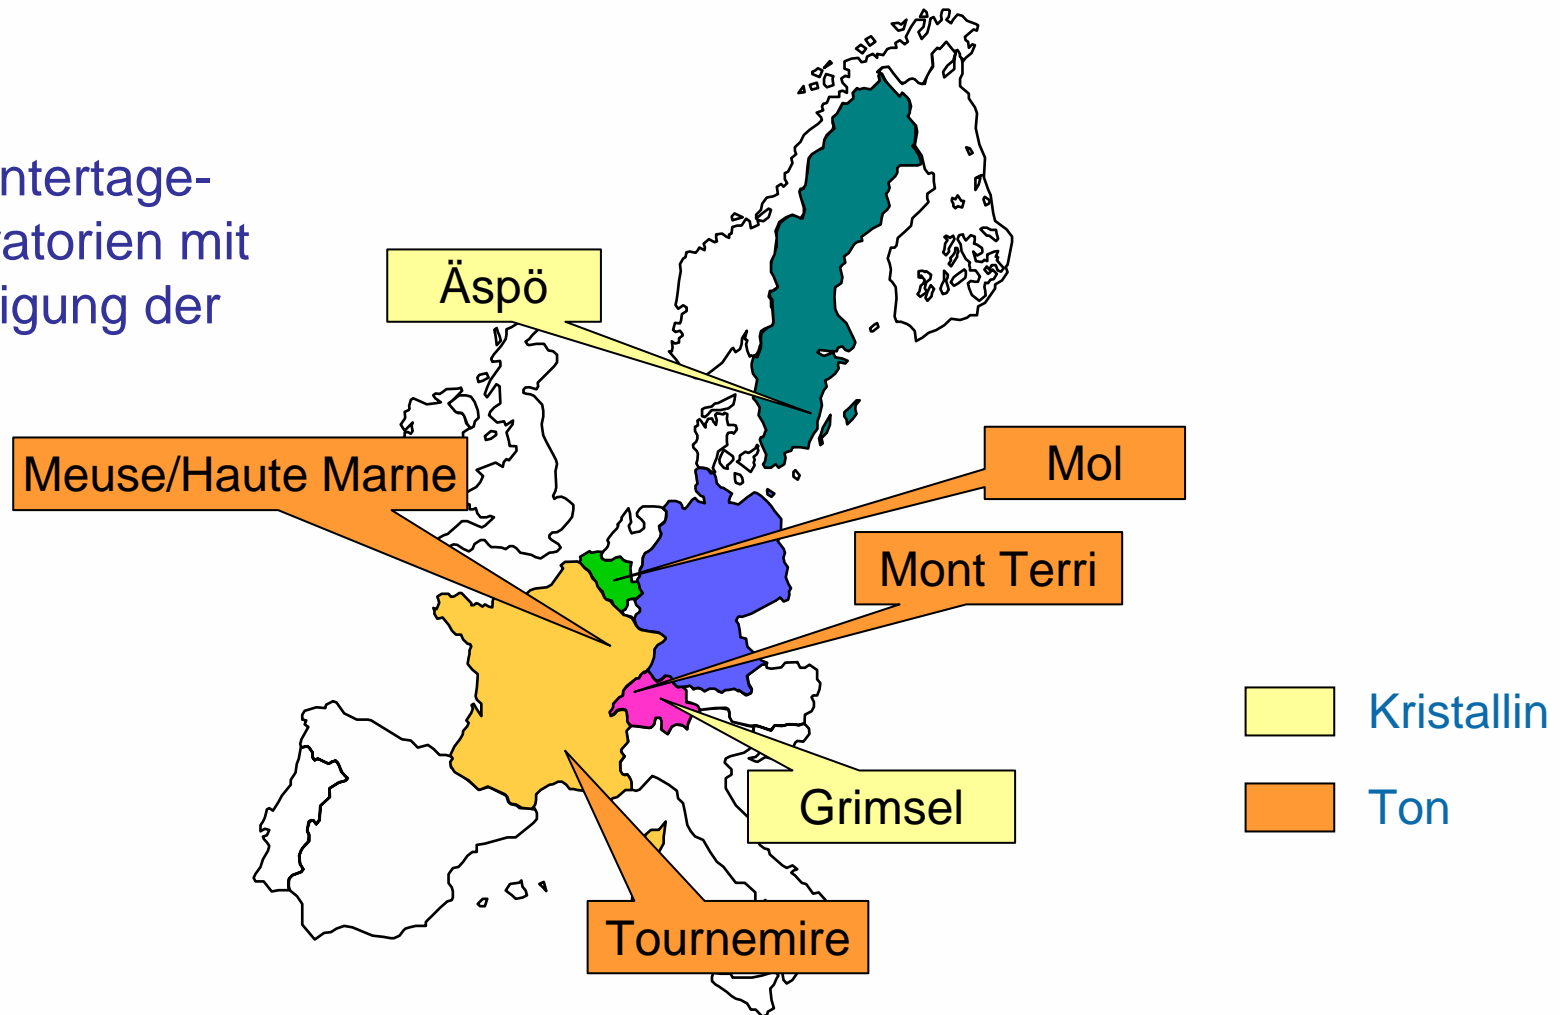 ntertage-
atorien mit
igung der
Äspö
Meuse/Haute Marne
Mol
Mont Terri
Kristallin
Grimsel
Ton
Tournemire